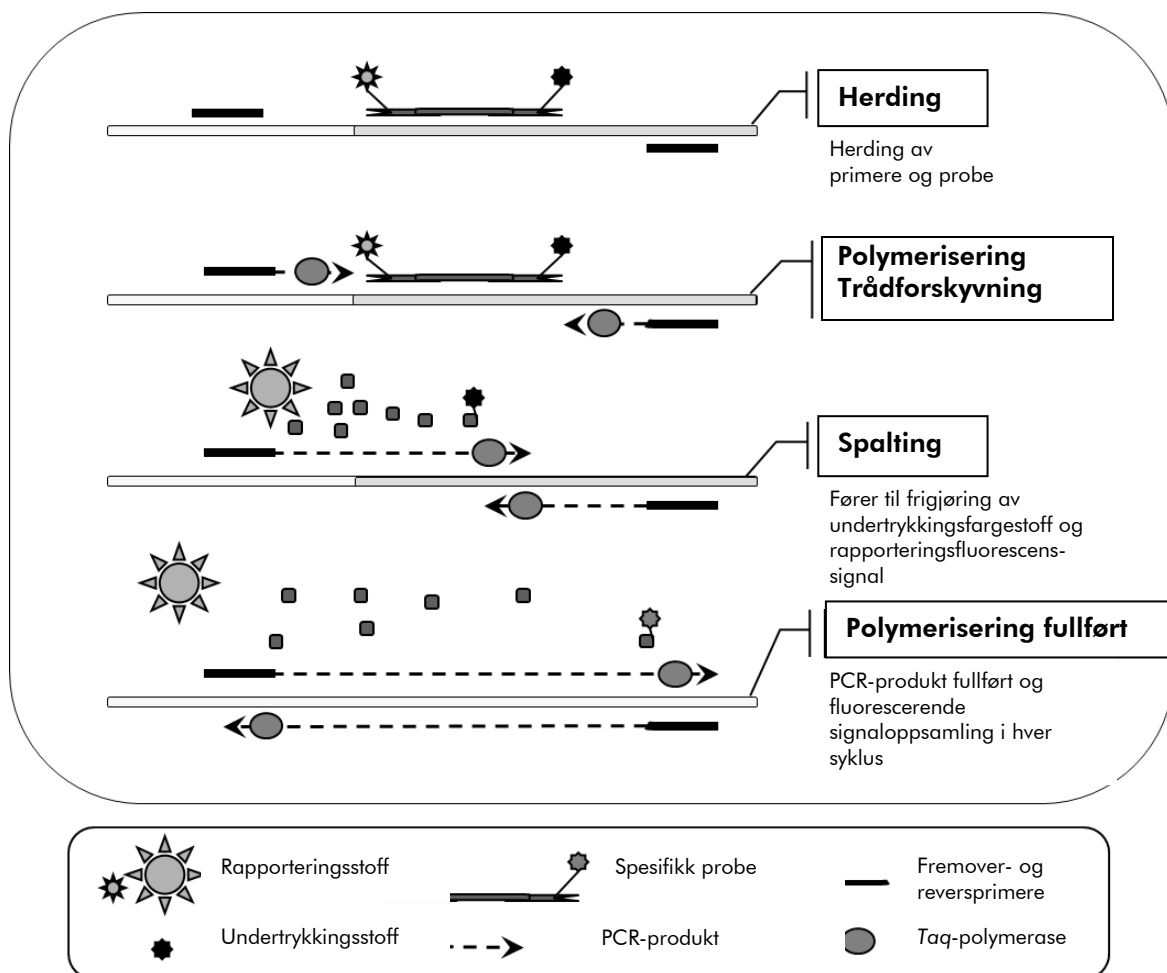 Herding
Herding av
primere og probe
Polymerisering
Trådforskyvning
Spalting
Fører til frigjøring av
undertrykkingsfargestoff og
rapporteringsfluorescens-
signal
Polymerisering fullført
PCR-produkt fullført og
fluorescerende
signaloppsamling i hver
syklus
Rapporteringsstoff
Spesifikk probe
Fremover- og
reversprimere
Undertrykkingsstoff
PCR-produkt
Taq-polymerase